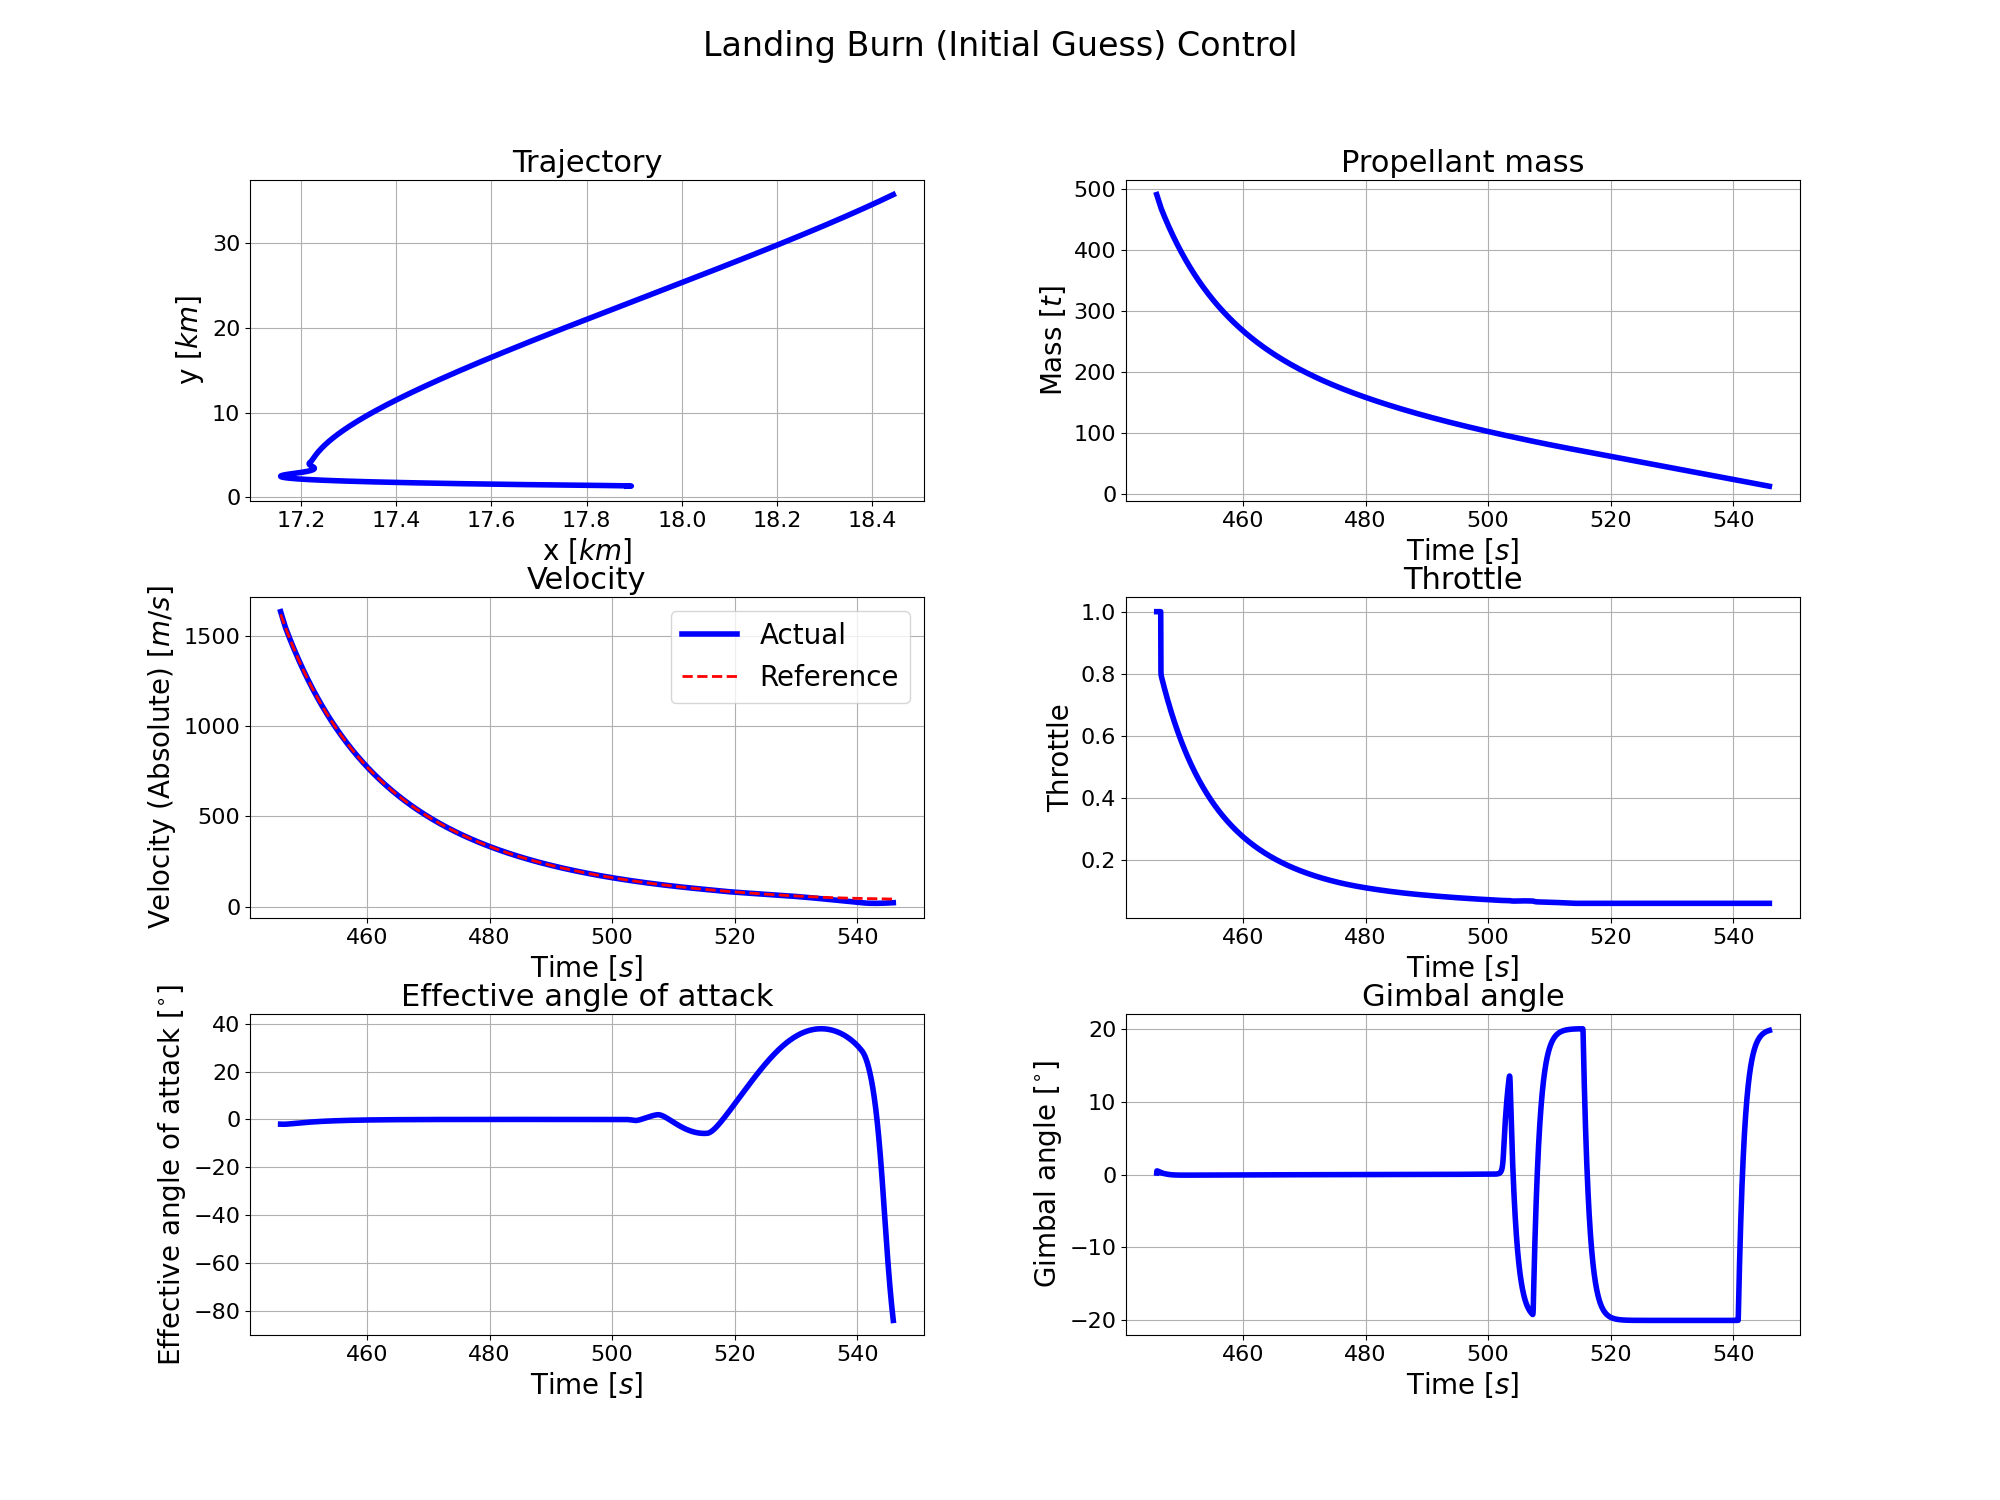 Landing Burn (Initial Guess) Control
Trajectory
y [km]
30
20
10
0
17.2 17.4 17.6 17.8 18.0 18.2 18.4
x [km]
Propellant mass
Mass [t]
500
400
300
200
100
0
460 480 500 520 540
Time [s]
Velocity
Velocity (Absolute) [m/s]
1500
1000
500
0
Actual
Reference
460 480 500 520 540
Time [s]
Throttle
Throttle
1.0
0.8
0.6
0.4
0.2
460 480 500 520 540
Time [s]
Effective angle of attack
Effective angle of attack [°]
40
20
0
−20
−40
−60
−80
460 480 500 520 540
Time [s]
Gimbal angle
Gimbal angle [°]
20
10
0
−10
−20
460 480 500 520 540
Time [s]